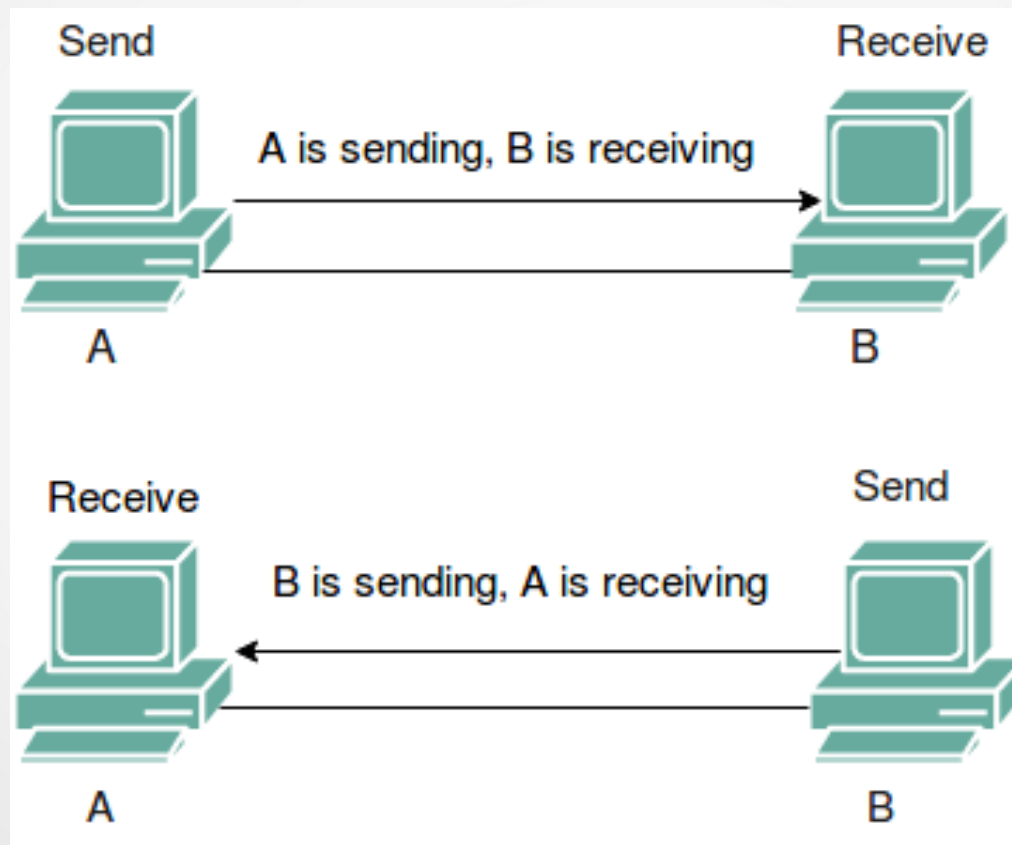 Send
Receive
A is sending, B is receiving
A
B
Receive
Send
B is sending, A is receiving
A
B